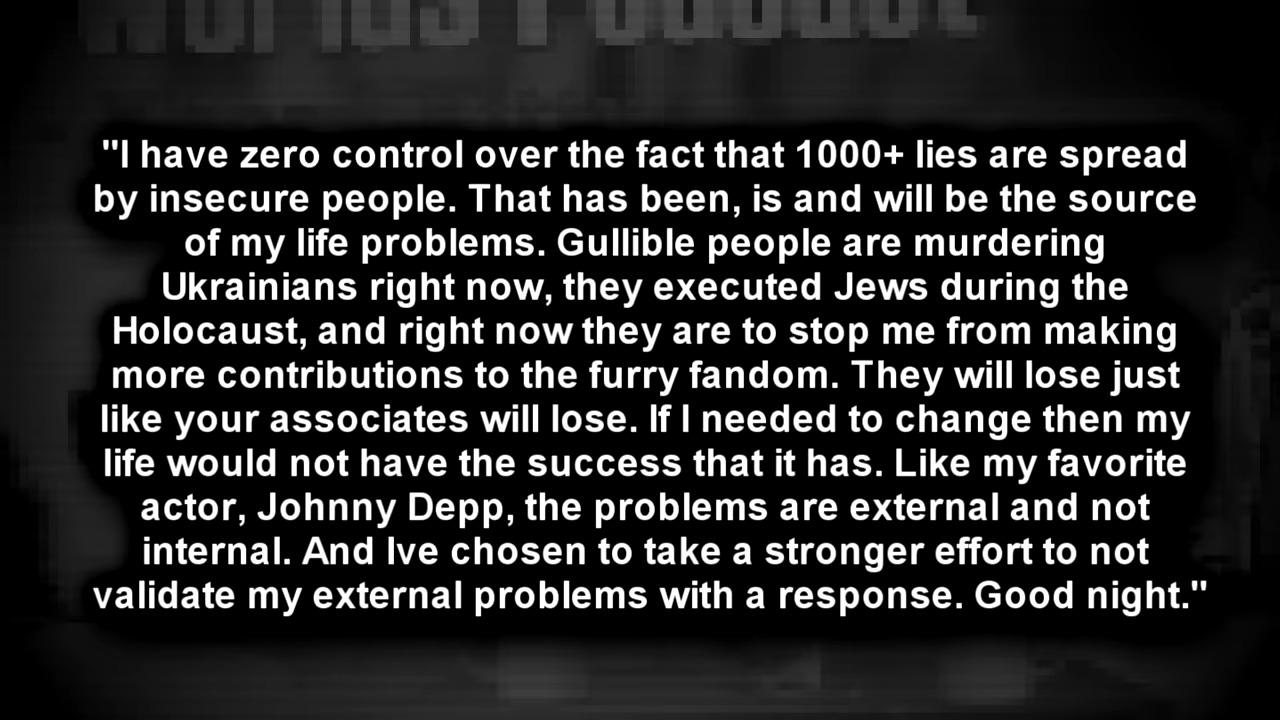 "I have zero control over the fact that 1000+ lies are spread
by insecure people. That has been, is and will be the source
of my life problems. Gullible people are murdering
Ukrainians right now, they executed Jews during the
Holocaust, and right now they are to stop me from making
more contributions to the furry fandom. They will lose just
like your associates will lose. If I needed to change then my
life would not have the success that it has. Like my favorite
actor, Johnny Depp, the problems are external and not
internal. And Ive chosen to take a stronger effort to not
validate my external problems with a response. Good night."